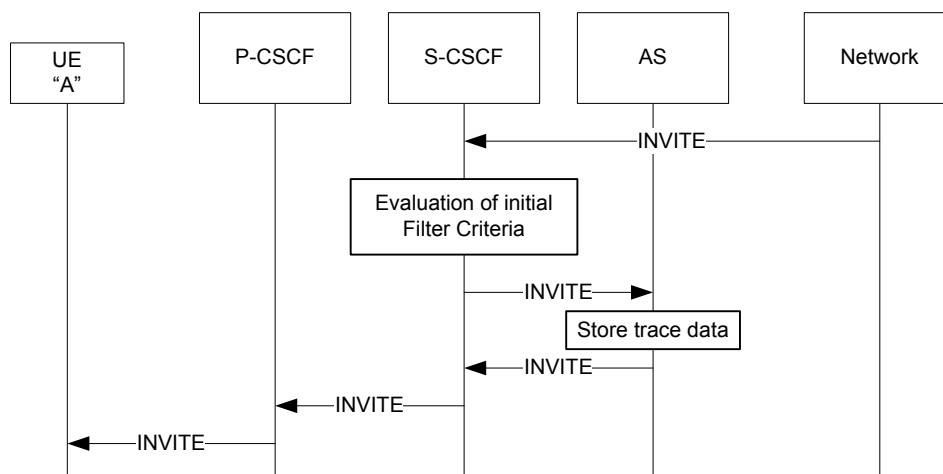 UE
“A”
P-CSCF
S-CSCF
AS
Network
INVITE
Evaluation of initial
Filter Criteria
INVITE
Store trace data
INVITE
INVITE
INVITE